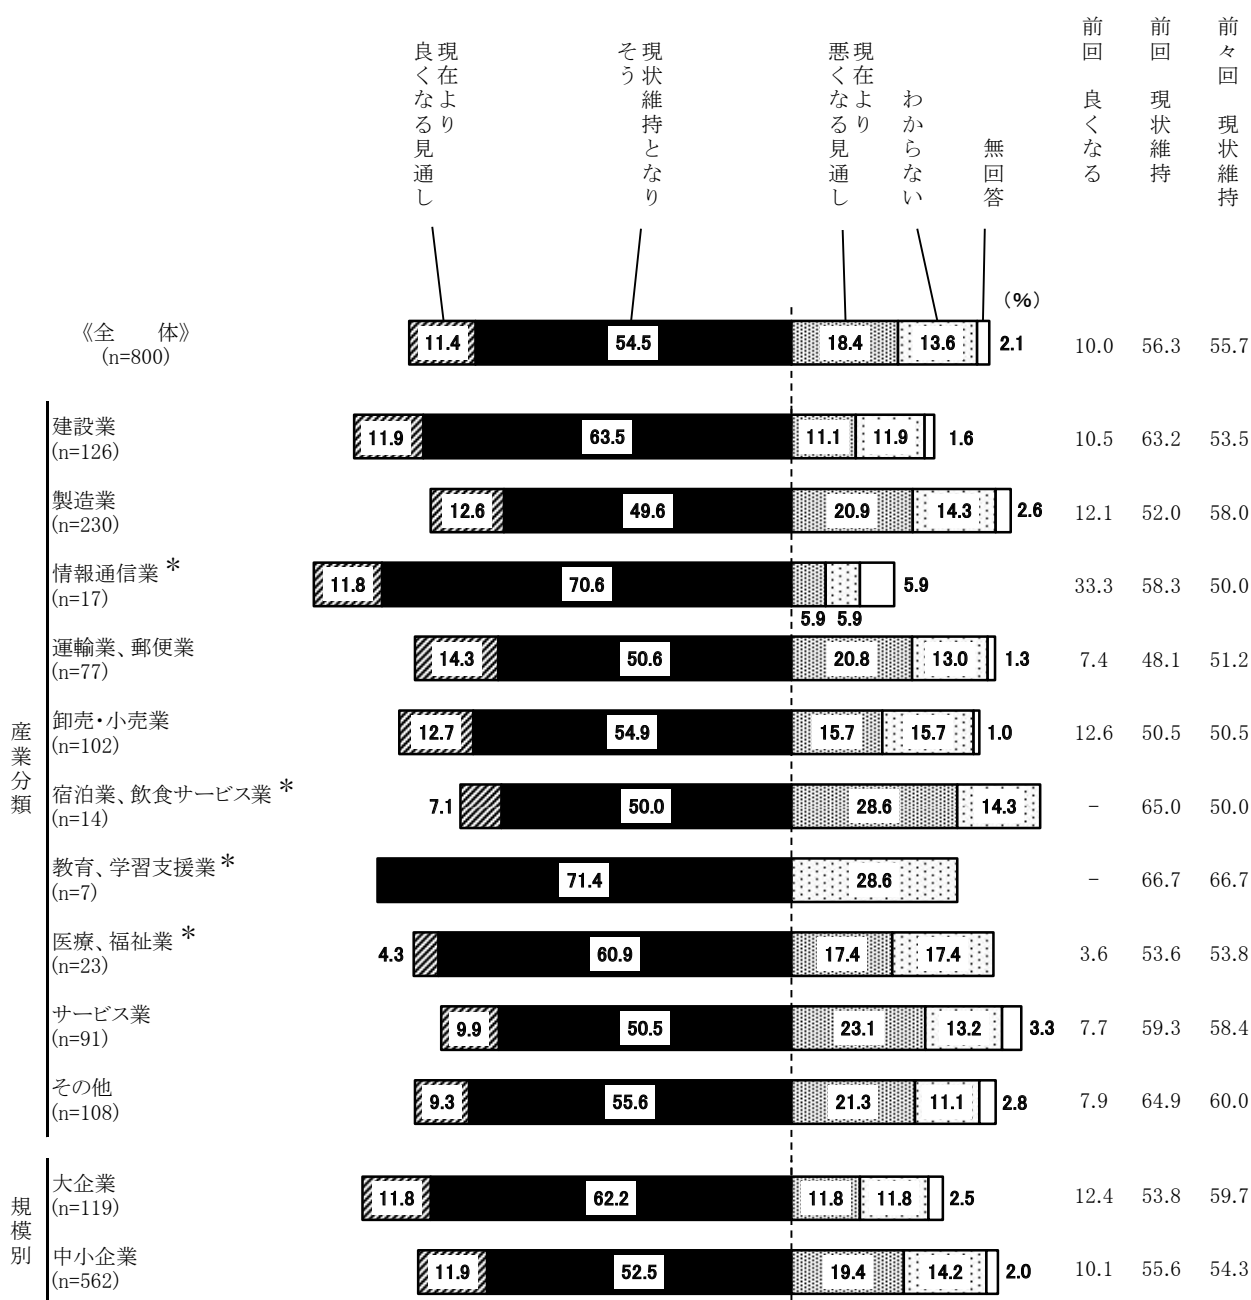 現在より
良くなる見通し
現状維持となり
そう
現在より
悪くなる見通し
わからない
無回答
前回 良くなる
前回 現状維持
前々回 現状維持
(%)
《全 体》
(n=800)
11.4 54.5 18.4 13.6 2.1 10.0 56.3 55.7
産業分類
建設業
(n=126)
11.9 63.5 11.1 11.9 1.6 10.5 63.2 53.5
製造業
(n=230)
12.6 49.6 20.9 14.3 2.6 12.1 52.0 58.0
情報通信業 *
(n=17)
11.8 70.6 5.9 5.9 5.9 33.3 58.3 50.0
運輸業、郵便業
(n=77)
14.3 50.6 20.8 13.0 1.3 7.4 48.1 51.2
卸売・小売業
(n=102)
12.7 54.9 15.7 15.7 1.0 12.6 50.5 50.5
宿泊業、飲食サービス業 *
(n=14)
7.1 50.0 28.6 14.3 - 65.0 50.0
教育、学習支援業 *
(n=7)
71.4 28.6 - 66.7 66.7
医療、福祉業 *
(n=23)
4.3 60.9 17.4 17.4 3.6 53.6 53.8
サービス業
(n=91)
9.9 50.5 23.1 13.2 3.3 7.7 59.3 58.4
その他
(n=108)
9.3 55.6 21.3 11.1 2.8 7.9 64.9 60.0
規模別
大企業
(n=119)
11.8 62.2 11.8 11.8 2.5 12.4 53.8 59.7
中小企業
(n=562)
11.9 52.5 19.4 14.2 2.0 10.1 55.6 54.3